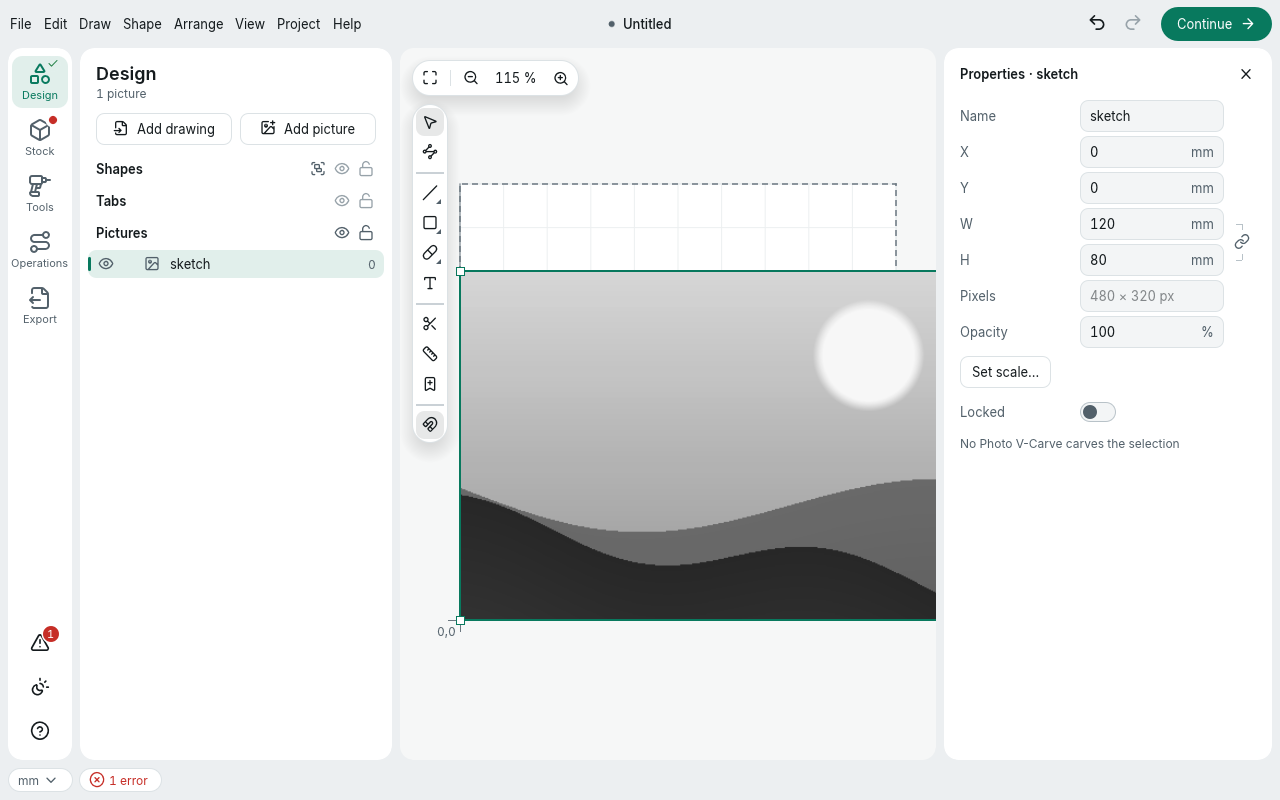 File Edit Draw Shape Arrange View Project Help
Untitled
Continue
Design
Stock
Tools
Operations
Export
1
Design
1 picture
Add drawing
Add picture
Shapes
Tabs
Pictures
sketch 0
115 %
0,0
Properties · sketch
Name sketch
X 0 mm
Y 0 mm
W 120 mm
H 80 mm
Pixels 480 × 320 px
Opacity 100 %
Set scale...
Locked
No Photo V-Carve carves the selection
mm
1 error